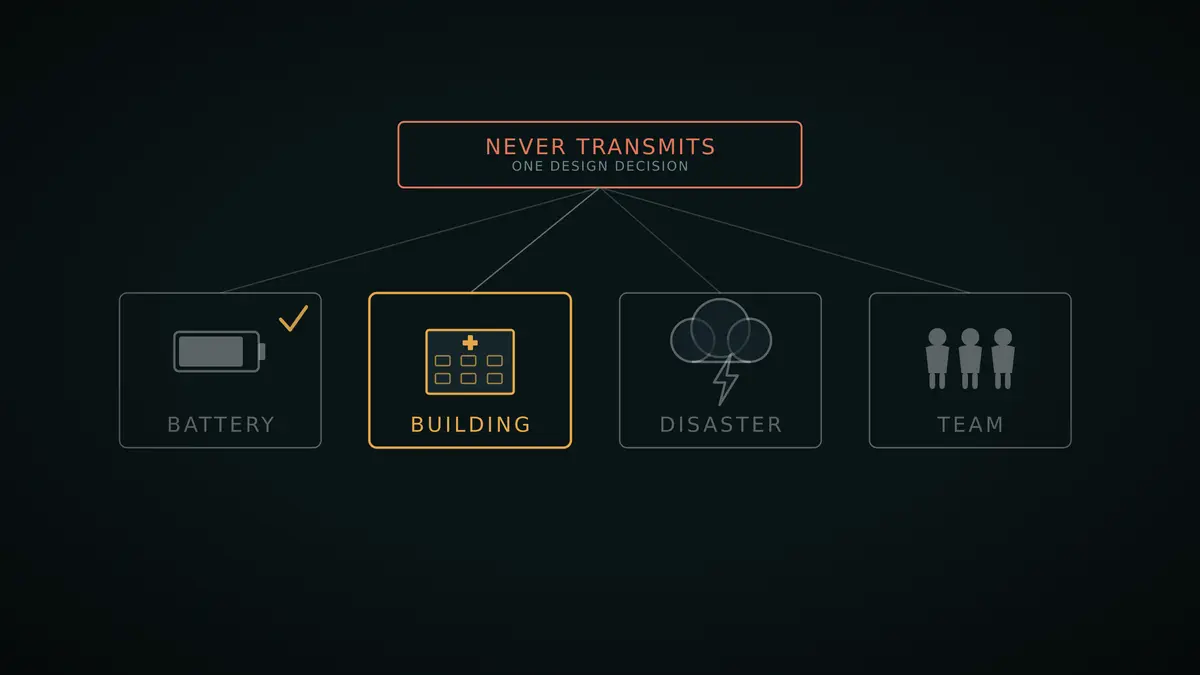 NEVER TRANSMITS
ONE DESIGN DECISION
BATTERY
BUILDING
DISASTER
TEAM